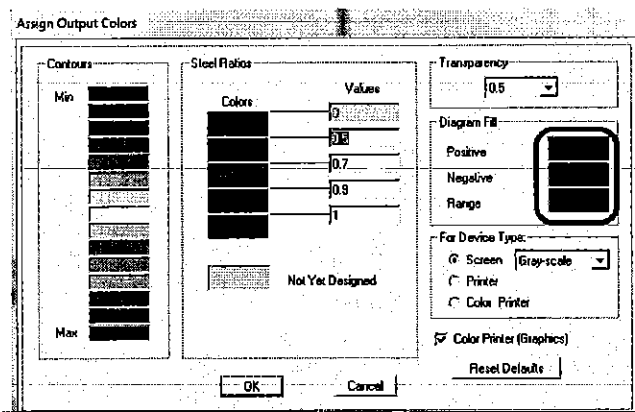 Assign Output Colors
Contours
Min
Max
Steel Ratios
Colors
Values
0
0.5
0.7
0.9
1
Not Yet Designed
Transparency
0.5
Diagram Fill
Positive
Negative
Range
For Device Type:
Screen
Gray-scale
Printer
Color Printer
Color Printer (Graphics)
Reset Defaults
OK
Cancel